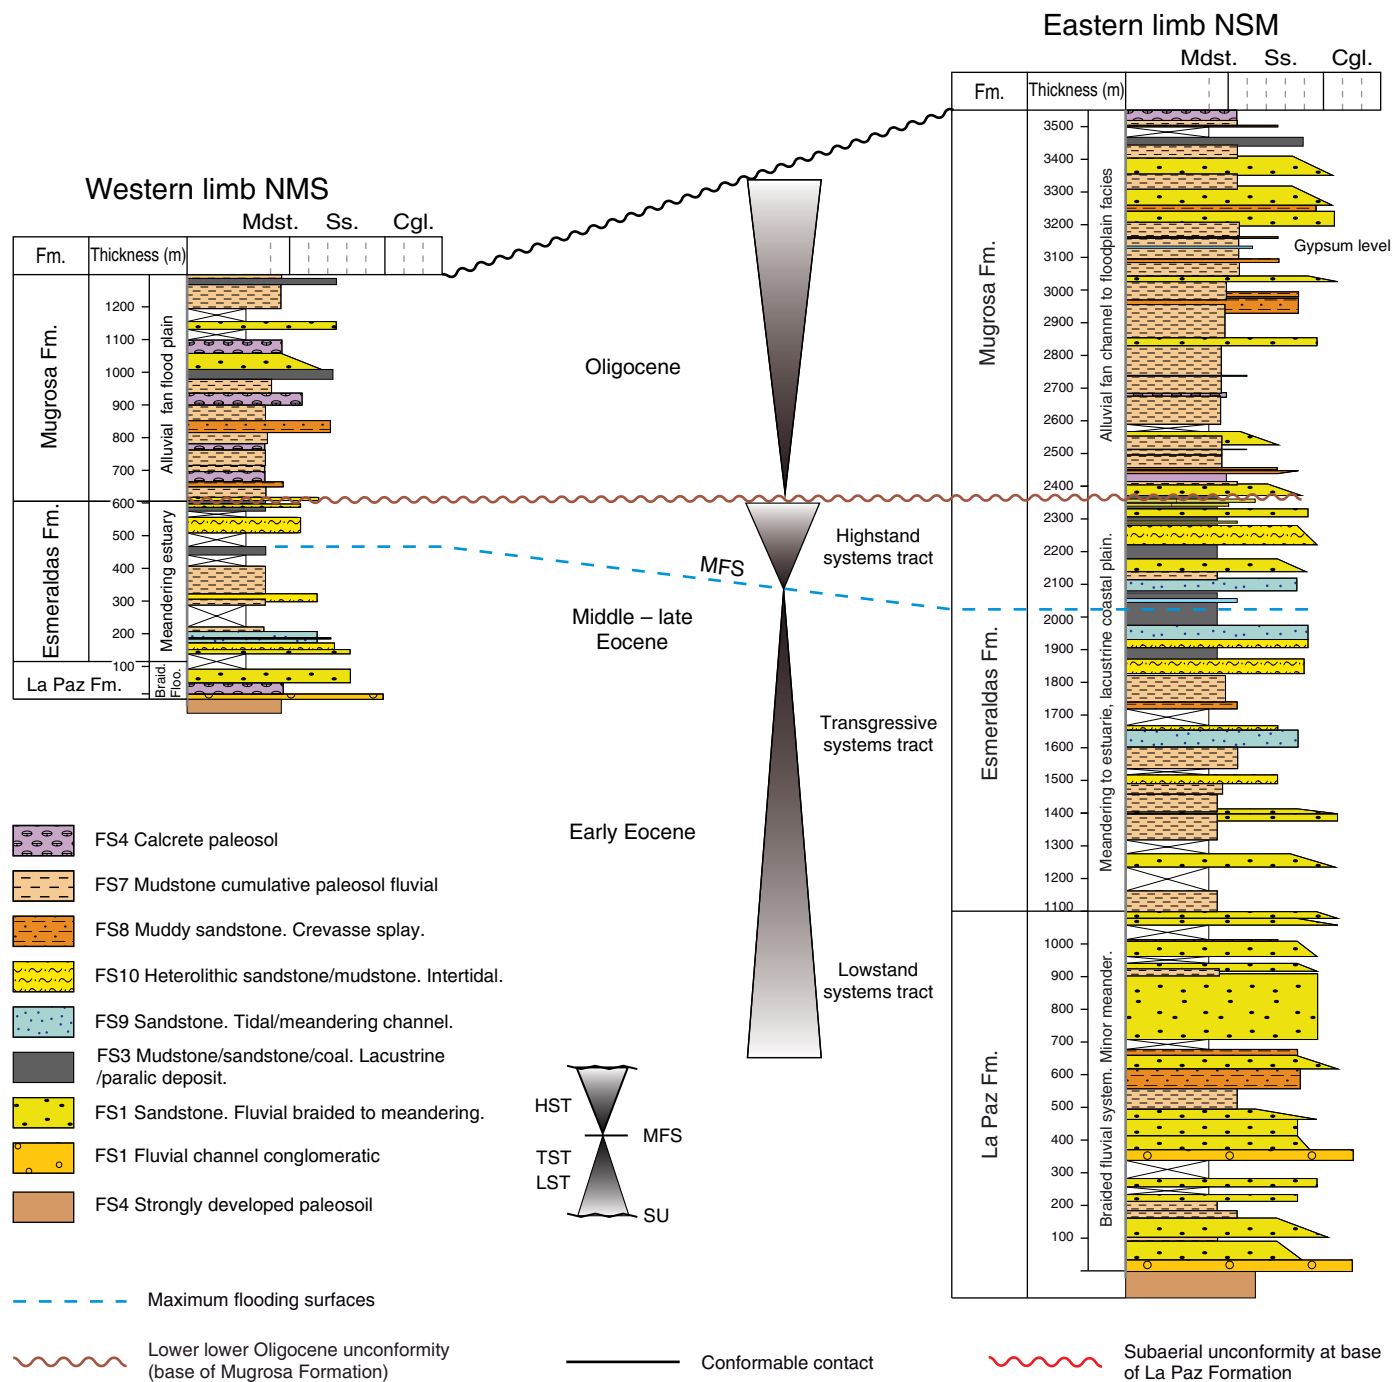 Eastern limb NSM
Mdst. Ss. Cgl.
Fm. Thickness (m)
3500
3400
3300
3200
3100
3000
2900
2800
2700
2600
2500
2400
2300
2200
2100
2000
1900
1800
1700
1600
1500
1400
1300
1200
1100
1000
900
800
700
600
500
400
300
200
100
Mugrosa Fm.
Esmeraldas Fm.
La Paz Fm.
Alluvial fan channel to floodplain facies
Meandering to estuarie, lacustrine coastal plain.
Braided fluvial system. Minor meander.
Gypsum level
Western limb NMS
Mdst. Ss. Cgl.
Fm. Thickness (m)
1200
1100
1000
900
800
700
600
500
400
300
200
100
Mugrosa Fm.
Esmeraldas Fm.
La Paz Fm.
Alluvial fan flood plain
Meandering estuary
Braid.
Floo.
Oligocene
Highstand
systems tract
MFS
Middle – late
Eocene
Transgressive
systems tract
Early Eocene
Lowstand
systems tract
HST
MFS
TST
LST
SU
FS4 Calcrete paleosol
FS7 Mudstone cumulative paleosol fluvial
FS8 Muddy sandstone. Crevasse splay.
FS10 Heterolithic sandstone/mudstone. Intertidal.
FS9 Sandstone. Tidal/meandering channel.
FS3 Mudstone/sandstone/coal. Lacustrine
/paralic deposit.
FS1 Sandstone. Fluvial braided to meandering.
FS1 Fluvial channel conglomeratic
FS4 Strongly developed paleosoil
Maximum flooding surfaces
Lower lower Oligocene unconformity
(base of Mugrosa Formation)
Conformable contact
Subaerial unconformity at base
of La Paz Formation